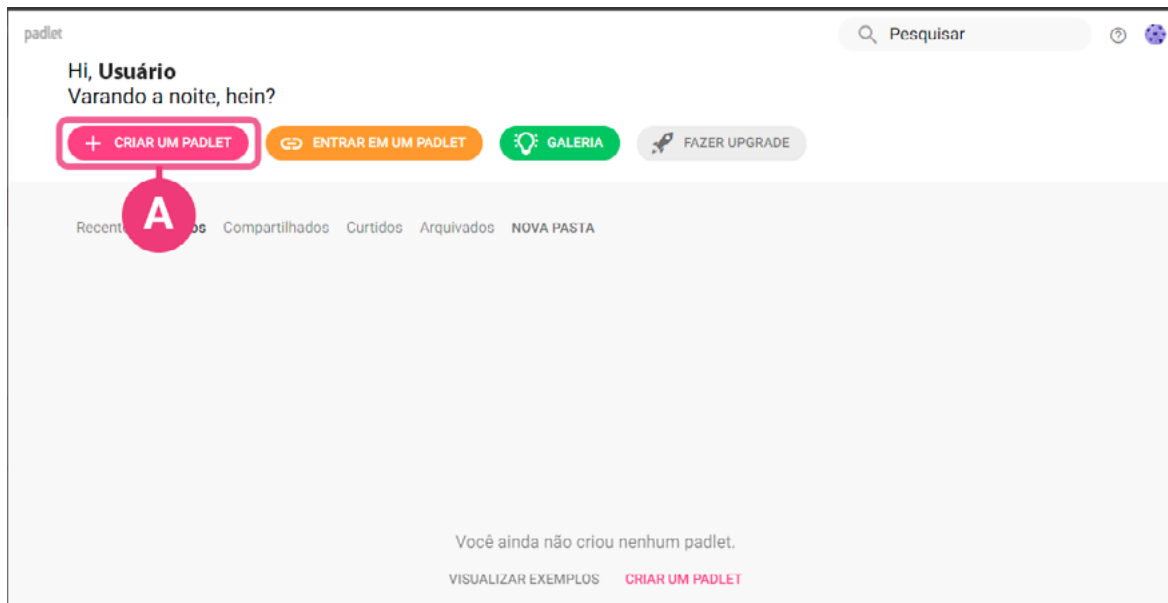 padlet
Pesquisar
Hi, Usuário
Varando a noite, hein?
+ CRIAR UM PADLET ENTRAR EM UM PADLET GALERIA FAZER UPGRADE
A
Compartilhados Curtidos Arquivados NOVA PASTA
Você ainda não criou nenhum padlet.
VISUALIZAR EXEMPLOS CRIAR UM PADLET